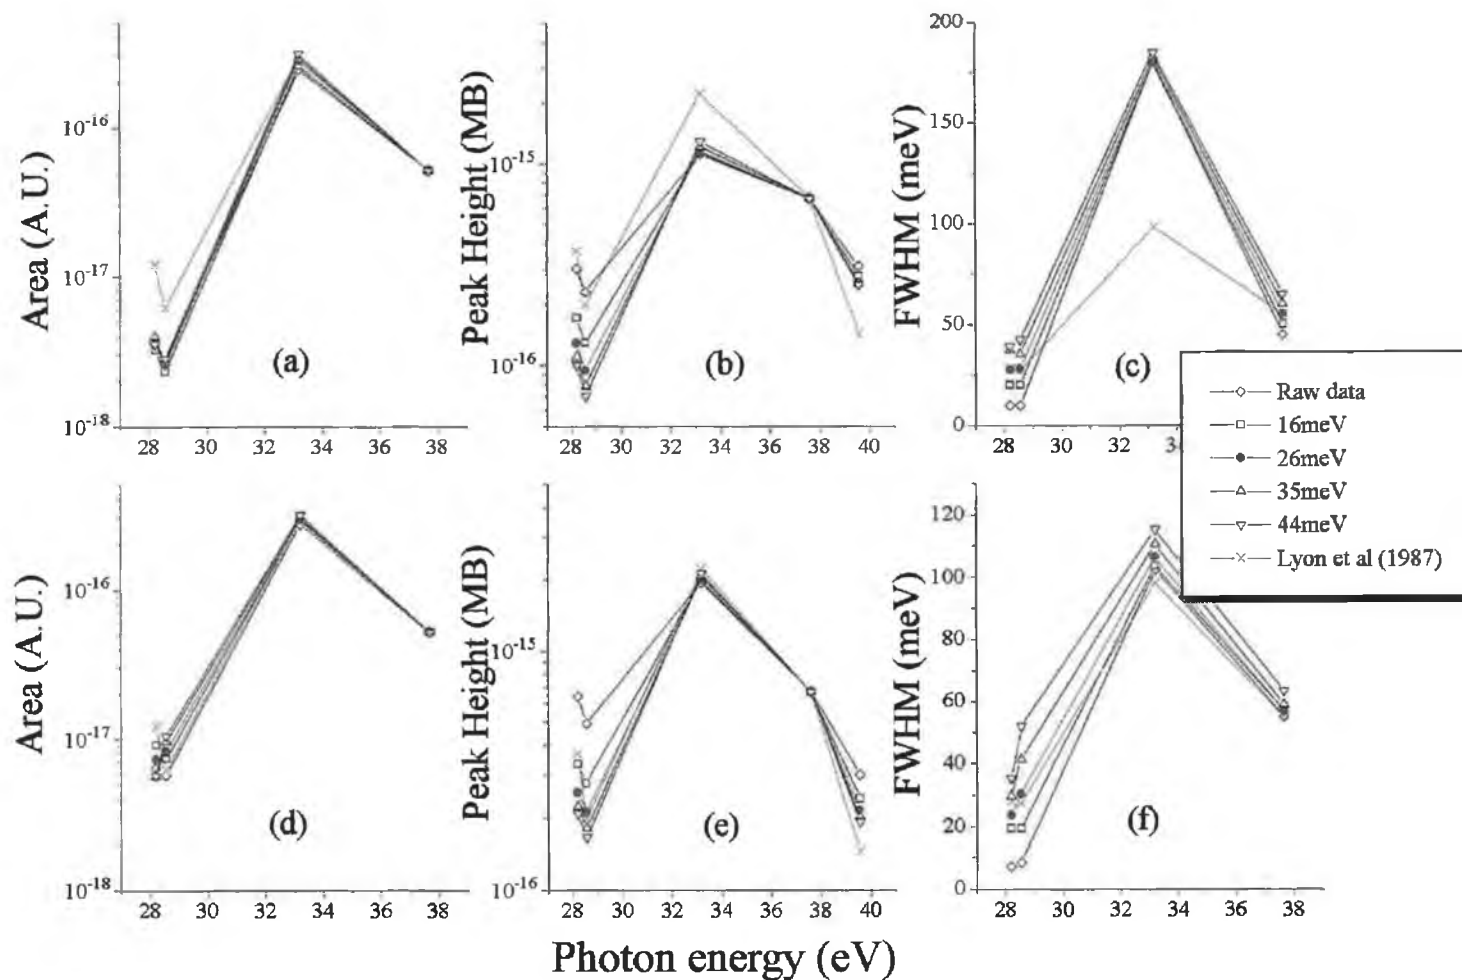 Area (A.U.)
10⁻¹⁶
10⁻¹⁷
10⁻¹⁸
28 30 32 34 36 38
(a)
Peak Height (MB)
10⁻¹⁵
10⁻¹⁶
28 30 32 34 36 38 40
(b)
FWHM (meV)
200
150
100
50
0
28 30 32 34
(c)
Raw data
16meV
26meV
35meV
44meV
Lyon et al (1987)
Area (A.U.)
10⁻¹⁶
10⁻¹⁷
10⁻¹⁸
28 30 32 34 36 38
(d)
Peak Height (MB)
10⁻¹⁵
10⁻¹⁶
28 30 32 34 36 38 40
(e)
FWHM (meV)
120
100
80
60
40
20
0
28 30 32 34 36 38
(f)
Photon energy (eV)